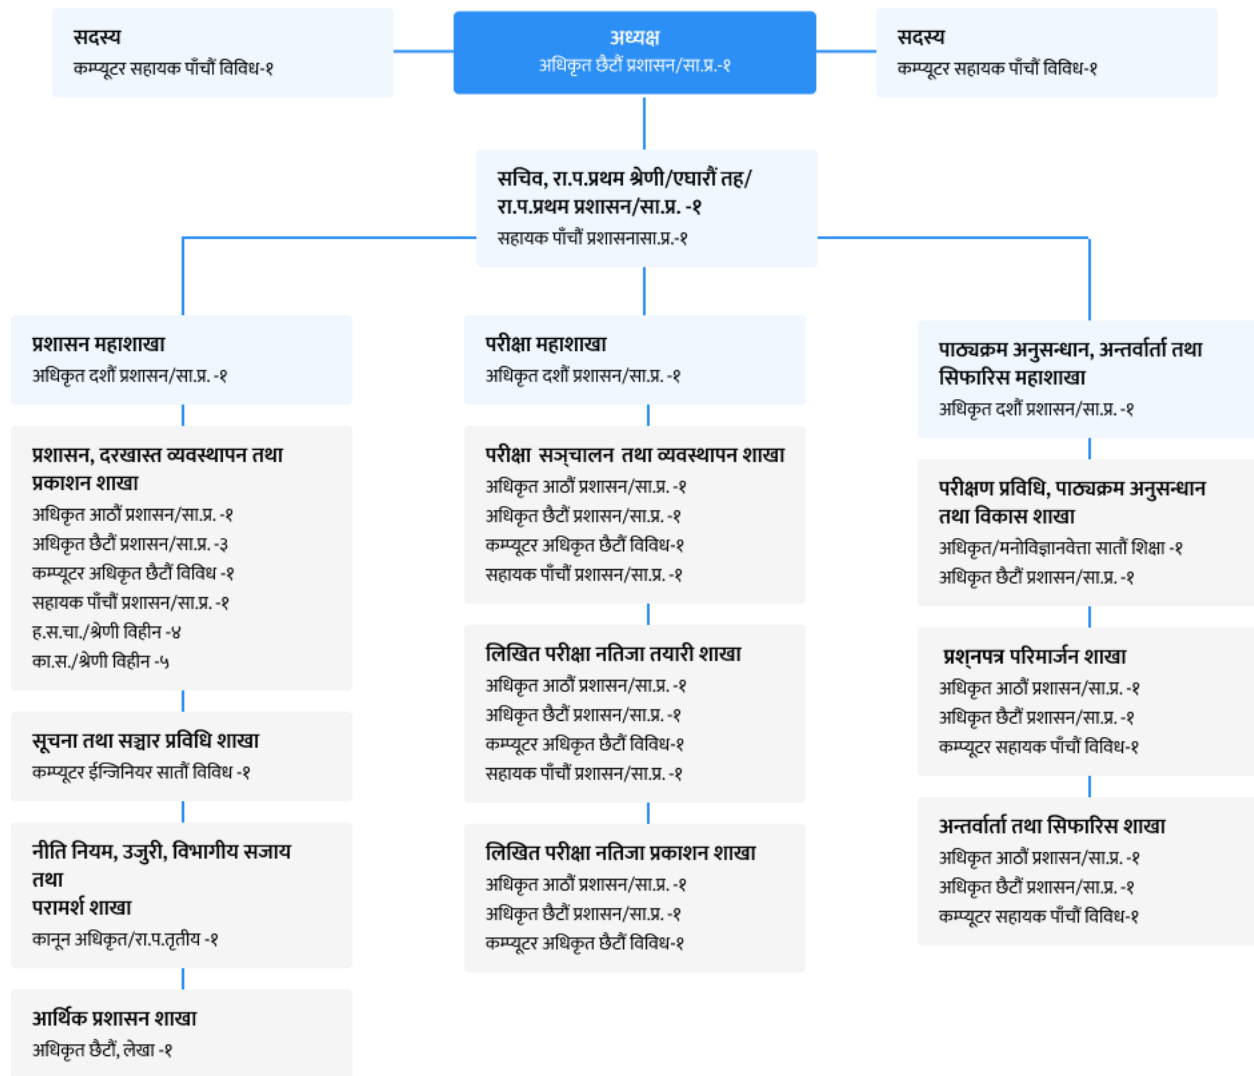 सदस्य
कम्प्यूटर सहायक पाँचौं विविध-१
अध्यक्ष
अधिकृत छैटौं प्रशासन/सा.प्र.-१
सदस्य
कम्प्यूटर सहायक पाँचौं विविध-१
सचिव, रा.प.प्रथम श्रेणी/एघारौं तह/
रा.प.प्रथम प्रशासन/सा.प्र. -१
सहायक पाँचौं प्रशासनासा.प्र.-१
प्रशासन महाशाखा
अधिकृत दशौं प्रशासन/सा.प्र. -१
प्रशासन, दरखास्त व्यवस्थापन तथा
प्रकाशन शाखा
अधिकृत आठौं प्रशासन/सा.प्र. -१
अधिकृत छैटौं प्रशासन/सा.प्र. -३
कम्प्यूटर अधिकृत छैटौं विविध -१
सहायक पाँचौं प्रशासन/सा.प्र. -१
ह.स.चा./श्रेणी विहीन -४
का.स./श्रेणी विहीन -५
सूचना तथा सञ्चार प्रविधि शाखा
कम्प्यूटर ईन्जिनियर सातौं विविध -१
नीति नियम, उजुरी, विभागीय सजाय
तथा
परामर्श शाखा
कानून अधिकृत/रा.प.तृतीय -१
आर्थिक प्रशासन शाखा
अधिकृत छैटौं, लेखा -१
परीक्षा महाशाखा
अधिकृत दशौं प्रशासन/सा.प्र. -१
परीक्षा सञ्‌चालन तथा व्यवस्थापन शाखा
अधिकृत आठौं प्रशासन/सा.प्र. -१
अधिकृत छैटौं प्रशासन/सा.प्र. -१
कम्प्यूटर अधिकृत छैटौं विविध-१
सहायक पाँचौं प्रशासन/सा.प्र. -१
लिखित परीक्षा नतिजा तयारी शाखा
अधिकृत आठौं प्रशासन/सा.प्र. -१
अधिकृत छैटौं प्रशासन/सा.प्र. -१
कम्प्यूटर अधिकृत छैटौं विविध-१
सहायक पाँचौं प्रशासन/सा.प्र. -१
लिखित परीक्षा नतिजा प्रकाशन शाखा
अधिकृत आठौं प्रशासन/सा.प्र. -१
अधिकृत छैटौं प्रशासन/सा.प्र. -१
कम्प्यूटर अधिकृत छैटौं विविध-१
पाठ्यक्रम अनुसन्धान, अन्तर्वार्ता तथा
सिफारिस महाशाखा
अधिकृत दशौं प्रशासन/सा.प्र. -१
परीक्षण प्रविधि, पाठ्यक्रम अनुसन्धान
तथा विकास शाखा
अधिकृत/मनोविज्ञानवेत्ता सातौं शिक्षा -१
अधिकृत छैटौं प्रशासन/सा.प्र. -१
प्रश्‌नपत्र परिमार्जन शाखा
अधिकृत आठौं प्रशासन/सा.प्र. -१
अधिकृत छैटौं प्रशासन/सा.प्र. -१
कम्प्यूटर सहायक पाँचौं विविध-१
अन्तर्वार्ता तथा सिफारिस शाखा
अधिकृत आठौं प्रशासन/सा.प्र. -१
अधिकृत छैटौं प्रशासन/सा.प्र. -१
कम्प्यूटर सहायक पाँचौं विविध-१